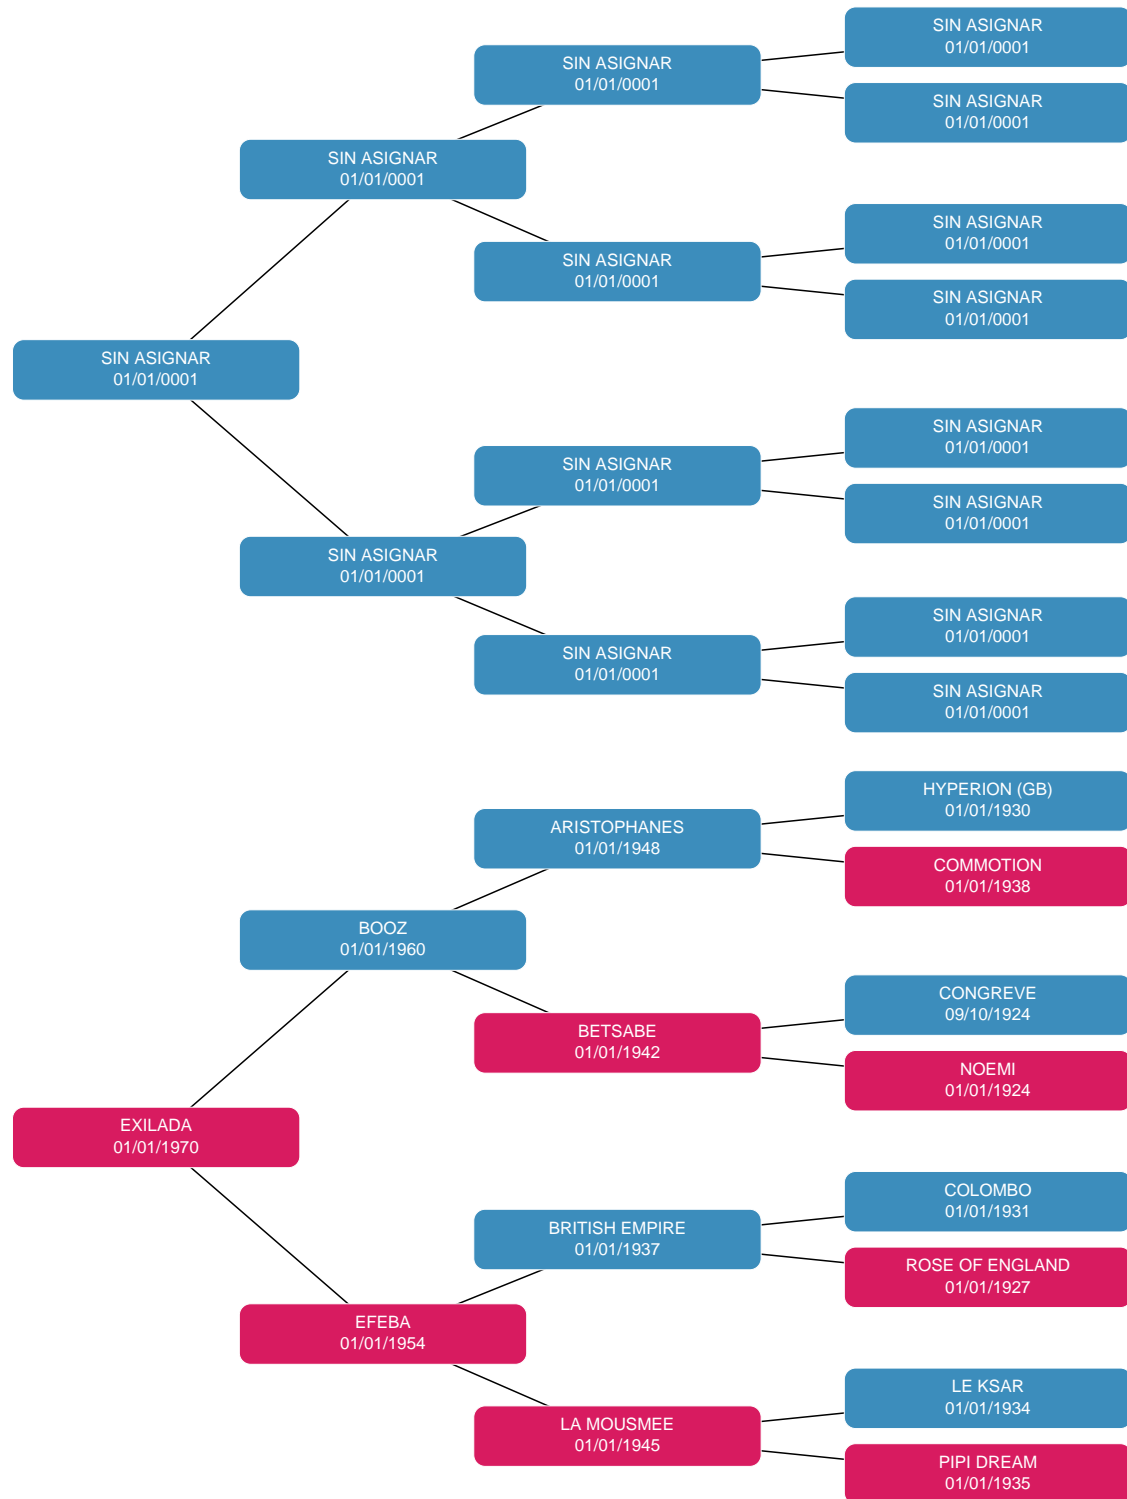 SIN ASIGNAR
01/01/0001
SIN ASIGNAR
01/01/0001
SIN ASIGNAR
01/01/0001
SIN ASIGNAR
01/01/0001
SIN ASIGNAR
01/01/0001
SIN ASIGNAR
01/01/0001
SIN ASIGNAR
01/01/0001
SIN ASIGNAR
01/01/0001
SIN ASIGNAR
01/01/0001
SIN ASIGNAR
01/01/0001
SIN ASIGNAR
01/01/0001
SIN ASIGNAR
01/01/0001
SIN ASIGNAR
01/01/0001
SIN ASIGNAR
01/01/0001
SIN ASIGNAR
01/01/0001
HYPERION (GB)
01/01/1930
ARISTOPHANES
01/01/1948
COMMOTION
01/01/1938
BOOZ
01/01/1960
CONGREVE
09/10/1924
BETSABE
01/01/1942
NOEMI
01/01/1924
EXILADA
01/01/1970
COLOMBO
01/01/1931
BRITISH EMPIRE
01/01/1937
ROSE OF ENGLAND
01/01/1927
EFEBA
01/01/1954
LE KSAR
01/01/1934
LA MOUSMEE
01/01/1945
PIPI DREAM
01/01/1935